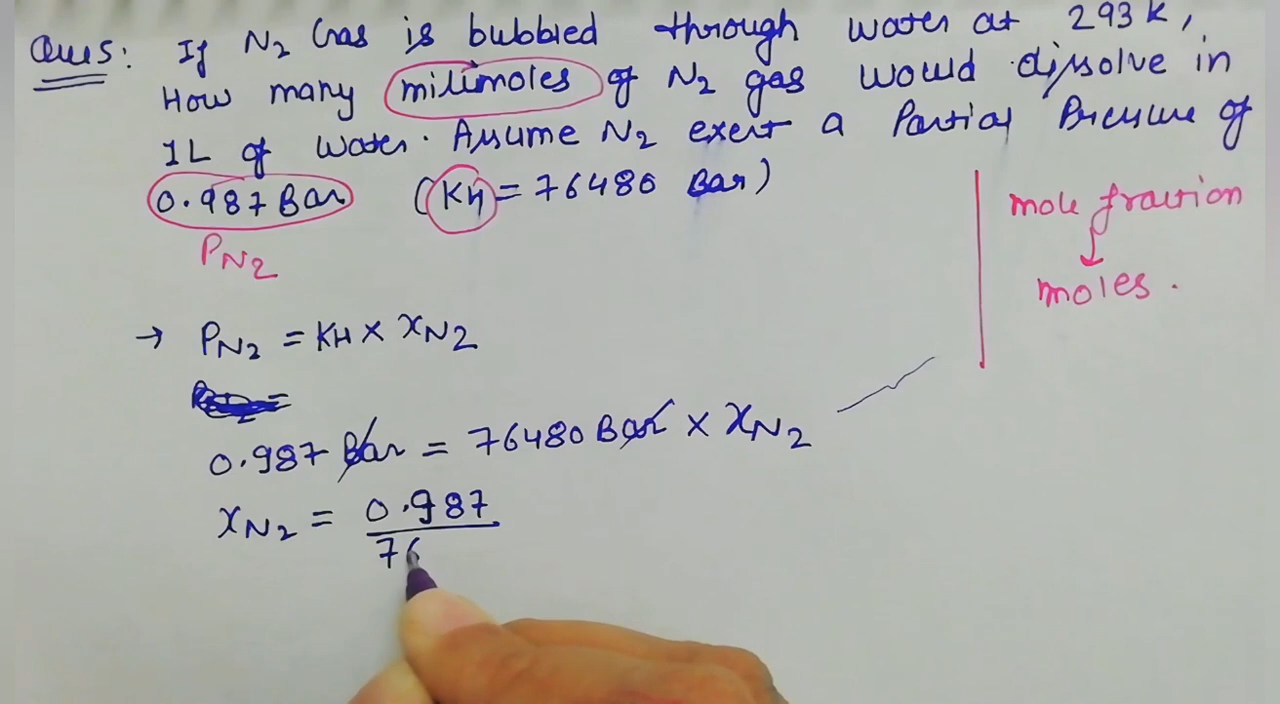 Ques: If N2 Gas is bubbled through water at 293K,
How many milimoles of N2 gas would dissolve in
1L of water. Assume N2 exert a Partial Pressure of
0.987 Bar (KH = 76480 Bar)
PN2
mole fraction
↓
moles.
→ PN2 = KH × xN2
0.987 Bar = 76480 Bar × xN2
xN2 = 0.987
76